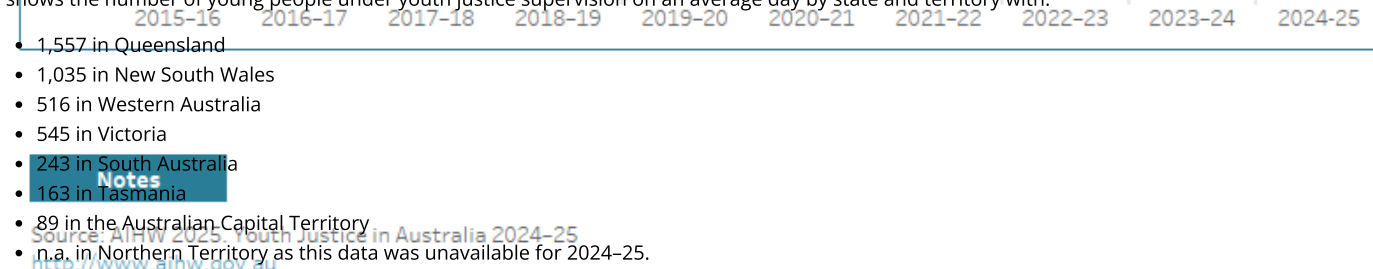 shows the number of young people under youth justice supervision on an average day by state and territory with:
2015–16 2016–17 2017–18 2018–19 2019–20 2020–21 2021–22 2022–23 2023–24 2024-25
• 1,557 in Queensland
• 1,035 in New South Wales
• 516 in Western Australia
• 545 in Victoria
• 243 in South Australia
Notes
• 163 in Tasmania
• 89 in the Australian Capital Territory
Source: AIHW 2025. Youth Justice in Australia 2024–25
• n.a. in Northern Territory as this data was unavailable for 2024–25.
http://www.aihw.gov.au